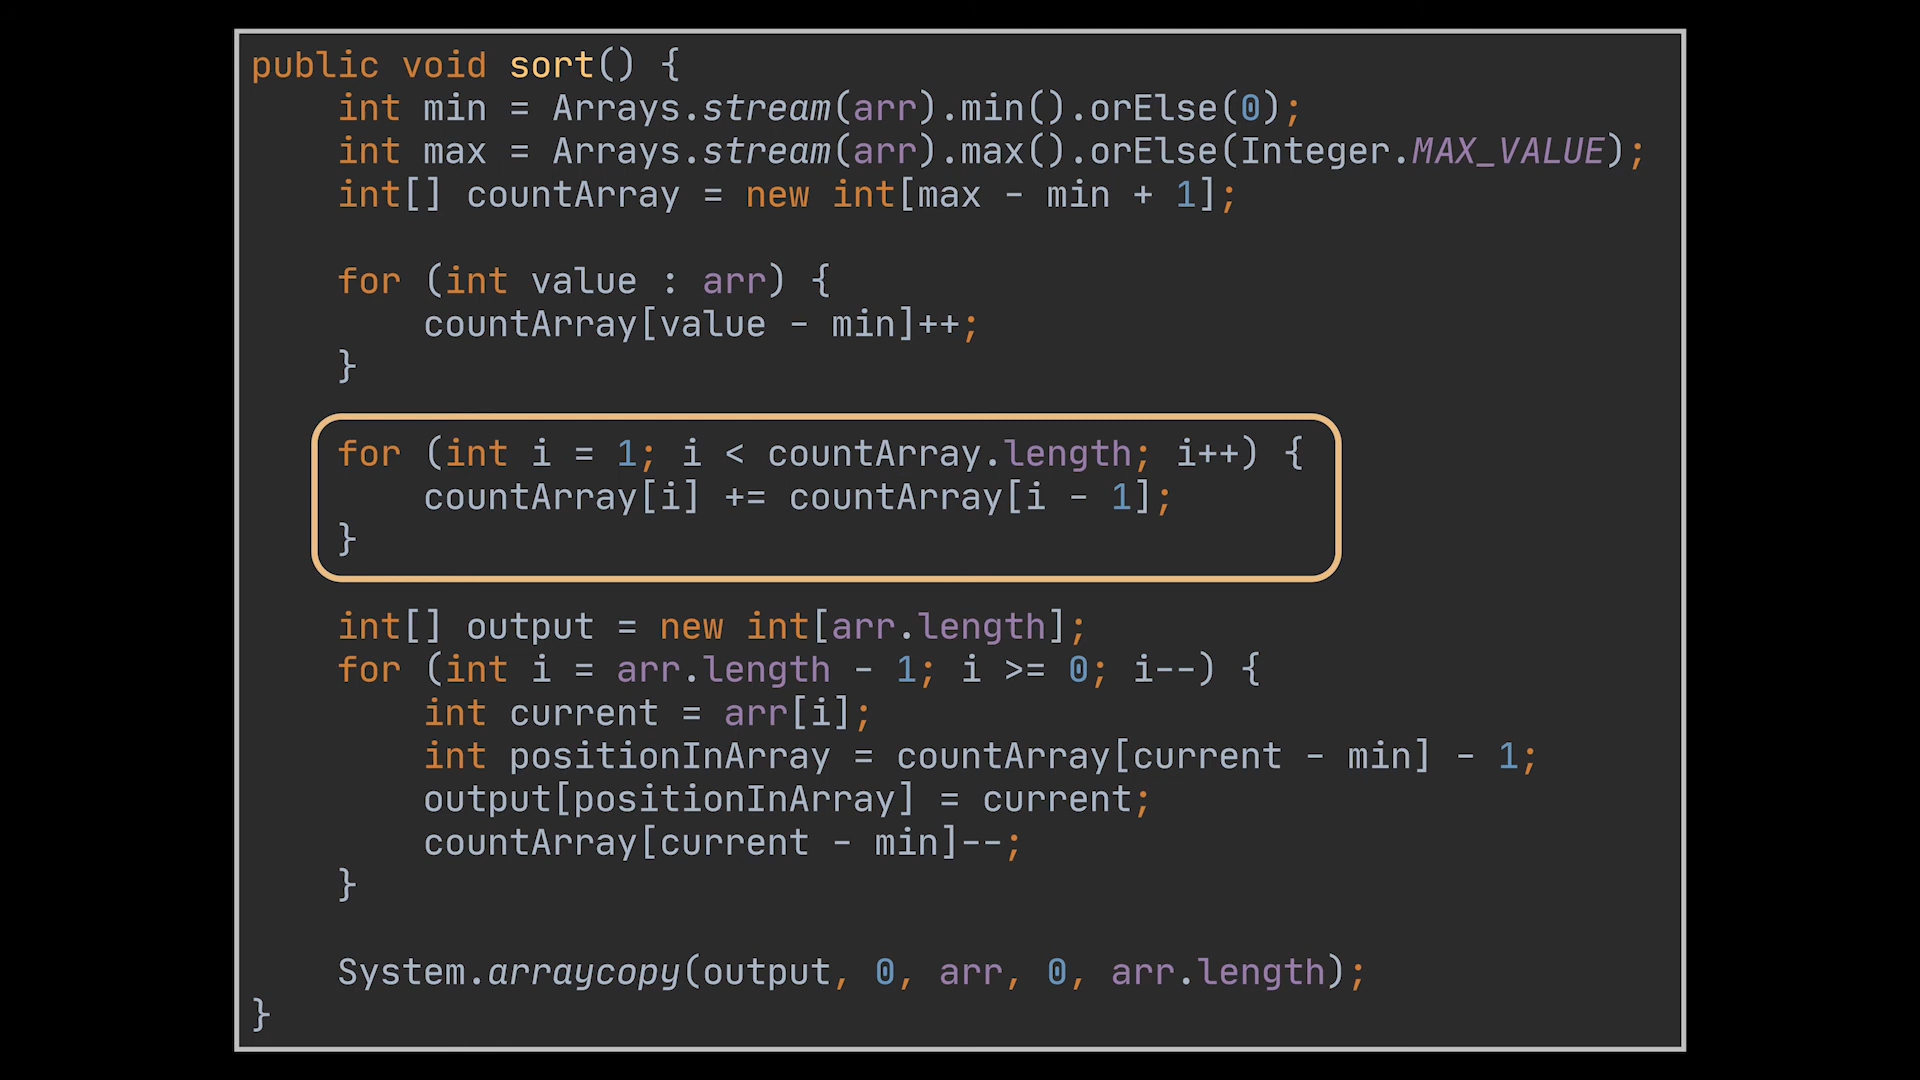 public void sort() {
    int min = Arrays.stream(arr).min().orElse(0);
    int max = Arrays.stream(arr).max().orElse(Integer.MAX_VALUE);
    int[] countArray = new int[max - min + 1];

    for (int value : arr) {
        countArray[value - min]++;
    }

    for (int i = 1; i < countArray.length; i++) {
        countArray[i] += countArray[i - 1];
    }

    int[] output = new int[arr.length];
    for (int i = arr.length - 1; i >= 0; i--) {
        int current = arr[i];
        int positionInArray = countArray[current - min] - 1;
        output[positionInArray] = current;
        countArray[current - min]--;
    }

    System.arraycopy(output, 0, arr, 0, arr.length);
}